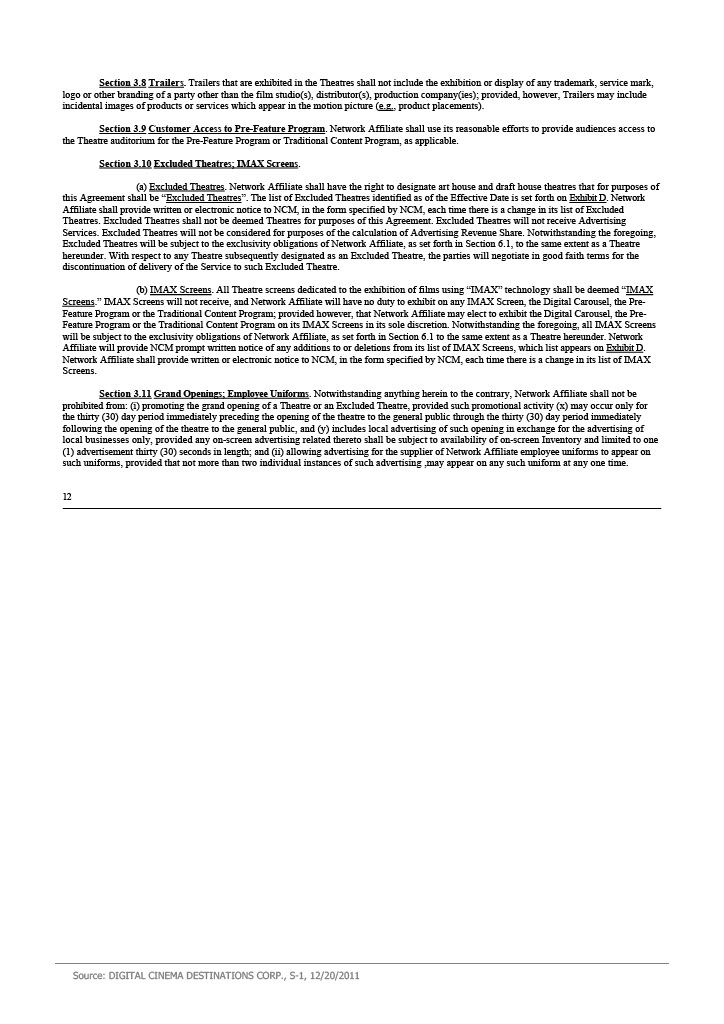 Section 3.8 Trailers. Trailers that are exhibited in the Theatres shall not include the exhibition or display of any trademark, service mark,
logo or other branding of a party other than the film studio(s), distributor(s), production company(ies); provided, however, Trailers may include
incidental images of products or services which appear in the motion picture (e.g., product placements).
Section 3.9 Customer Access to Pre-Feature Program. Network Affiliate shall use its reasonable efforts to provide audiences access to
the Theatre auditorium for the Pre-Feature Program or Traditional Content Program, as applicable.
Section 3.10 Excluded Theatres; IMAX Screens.
(a) Excluded Theatres. Network Affiliate shall have the right to designate art house and draft house theatres that for purposes of
this Agreement shall be “Excluded Theatres”. The list of Excluded Theatres identified as of the Effective Date is set forth on Exhibit D. Network
Affiliate shall provide written or electronic notice to NCM, in the form specified by NCM, each time there is a change in its list of Excluded
Theatres. Excluded Theatres shall not be deemed Theatres for purposes of this Agreement. Excluded Theatres will not receive Advertising
Services. Excluded Theatres will not be considered for purposes of the calculation of Advertising Revenue Share. Notwithstanding the foregoing,
Excluded Theatres will be subject to the exclusivity obligations of Network Affiliate, as set forth in Section 6.1, to the same extent as a Theatre
hereunder. With respect to any Theatre subsequently designated as an Excluded Theatre, the parties will negotiate in good faith terms for the
discontinuation of delivery of the Service to such Excluded Theatre.
(b) IMAX Screens. All Theatre screens dedicated to the exhibition of films using “IMAX” technology shall be deemed “IMAX
Screens.” IMAX Screens will not receive, and Network Affiliate will have no duty to exhibit on any IMAX Screen, the Digital Carousel, the Pre-
Feature Program or the Traditional Content Program; provided however, that Network Affiliate may elect to exhibit the Digital Carousel, the Pre-
Feature Program or the Traditional Content Program on its IMAX Screens in its sole discretion. Notwithstanding the foregoing, all IMAX Screens
will be subject to the exclusivity obligations of Network Affiliate, as set forth in Section 6.1 to the same extent as a Theatre hereunder. Network
Affiliate will provide NCM prompt written notice of any additions to or deletions from its list of IMAX Screens, which list appears on Exhibit D.
Network Affiliate shall provide written or electronic notice to NCM, in the form specified by NCM, each time there is a change in its list of IMAX
Screens.
Section 3.11 Grand Openings; Employee Uniforms. Notwithstanding anything herein to the contrary, Network Affiliate shall not be
prohibited from: (i) promoting the grand opening of a Theatre or an Excluded Theatre, provided such promotional activity (x) may occur only for
the thirty (30) day period immediately preceding the opening of the theatre to the general public through the thirty (30) day period immediately
following the opening of the theatre to the general public, and (y) includes local advertising of such opening in exchange for the advertising of
local businesses only, provided any on-screen advertising related thereto shall be subject to availability of on-screen Inventory and limited to one
(1) advertisement thirty (30) seconds in length; and (ii) allowing advertising for the supplier of Network Affiliate employee uniforms to appear on
such uniforms, provided that not more than two individual instances of such advertising ,may appear on any such uniform at any one time.
12
Source: DIGITAL CINEMA DESTINATIONS CORP., S-1, 12/20/2011